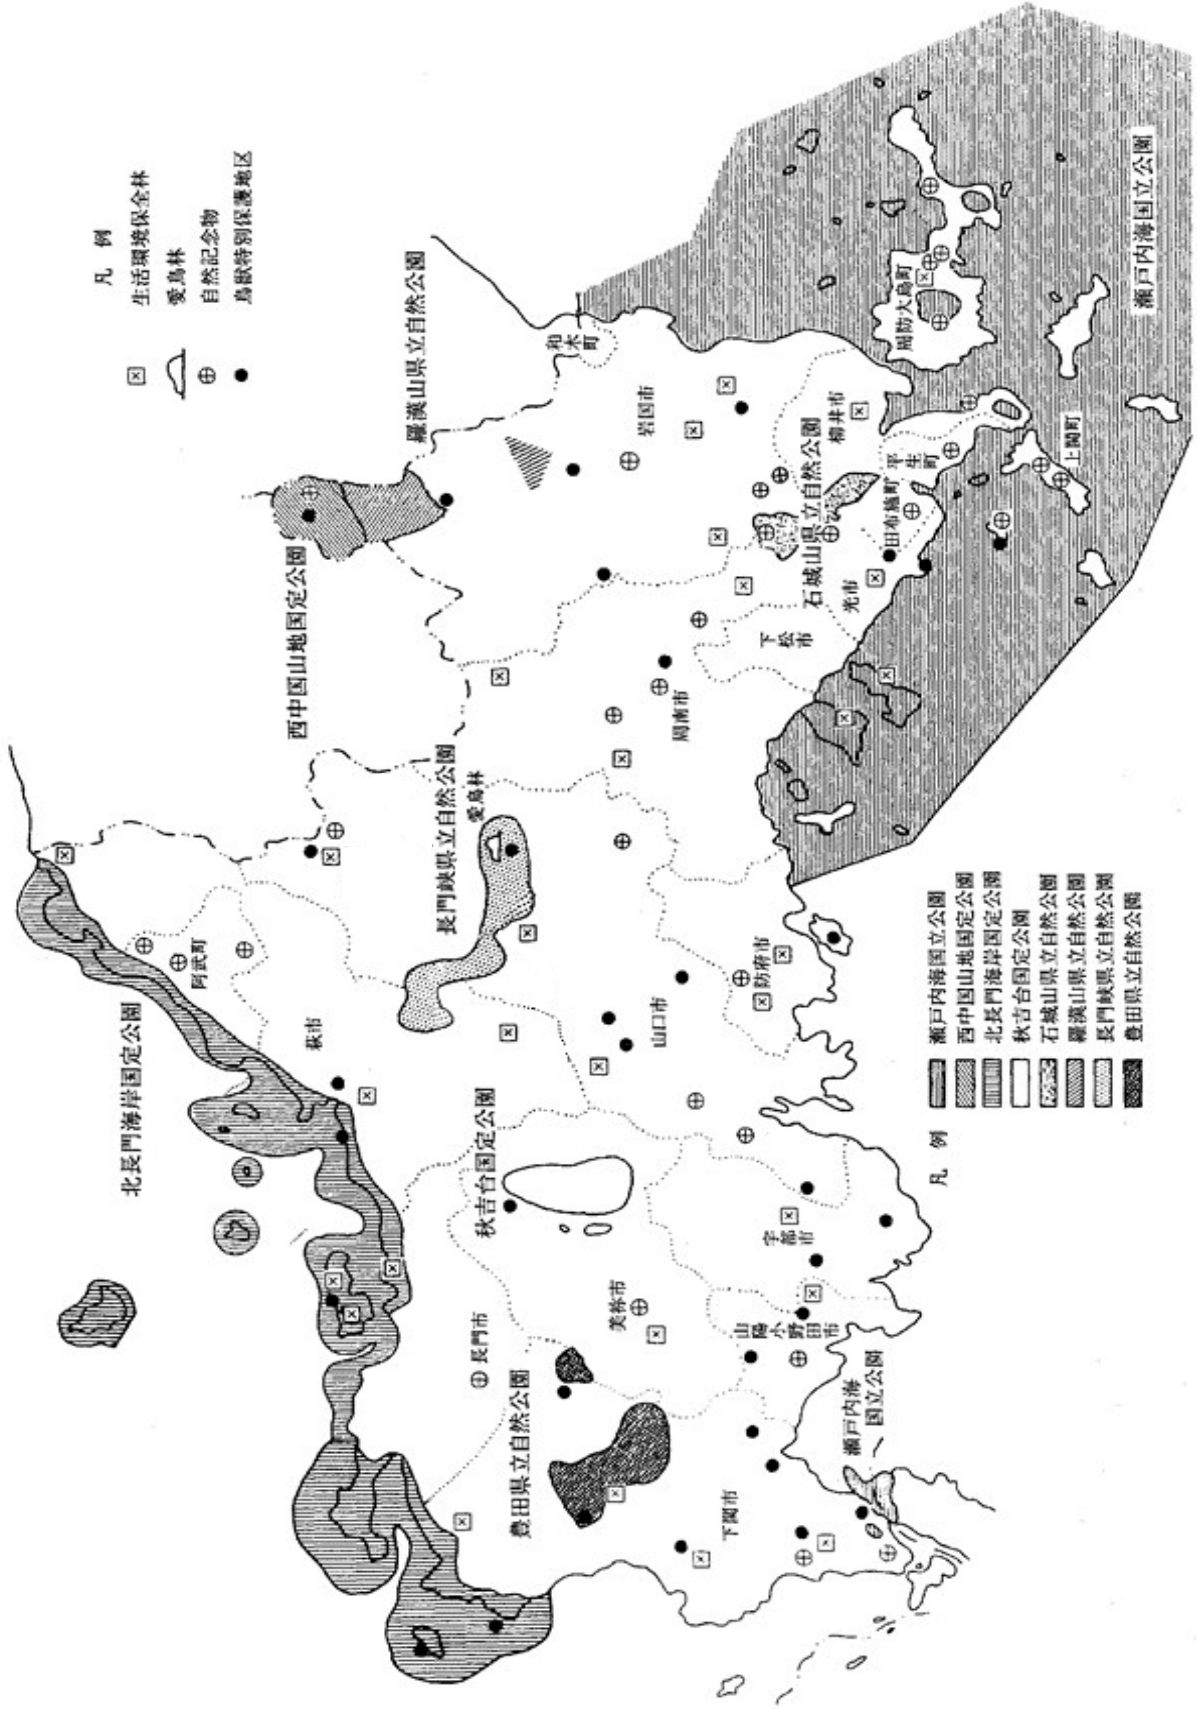 凡 例
生活環境保全林
愛鳥林
自然記念物
鳥獣特別保護地区
羅漢山県立自然公園
西中国山地国定公園
和木町
岩国市
石城山県立自然公園
柳井市
周防大島町
平生町
上関町
田布施町
光市
下松市
周南市
瀬戸内海国立公園
長門峡県立自然公園
愛鳥林
北長門海岸国定公園
阿武町
萩市
山口市
防府市
秋吉台国定公園
美祢市
長門市
宇部市
山陽小野田市
豊田県立自然公園
下関市
瀬戸内海
国立公園
凡 例
瀬戸内海国立公園
西中国山地国定公園
北長門海岸国定公園
秋吉台国定公園
石城山県立自然公園
羅漢山県立自然公園
長門峡県立自然公園
豊田県立自然公園